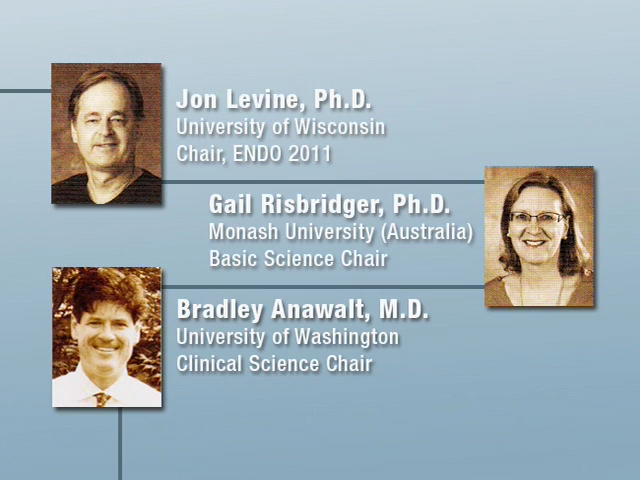 Jon Levine, Ph.D.
University of Wisconsin
Chair, ENDO 2011
Gail Risbridger, Ph.D.
Monash University (Australia)
Basic Science Chair
Bradley Anawalt, M.D.
University of Washington
Clinical Science Chair